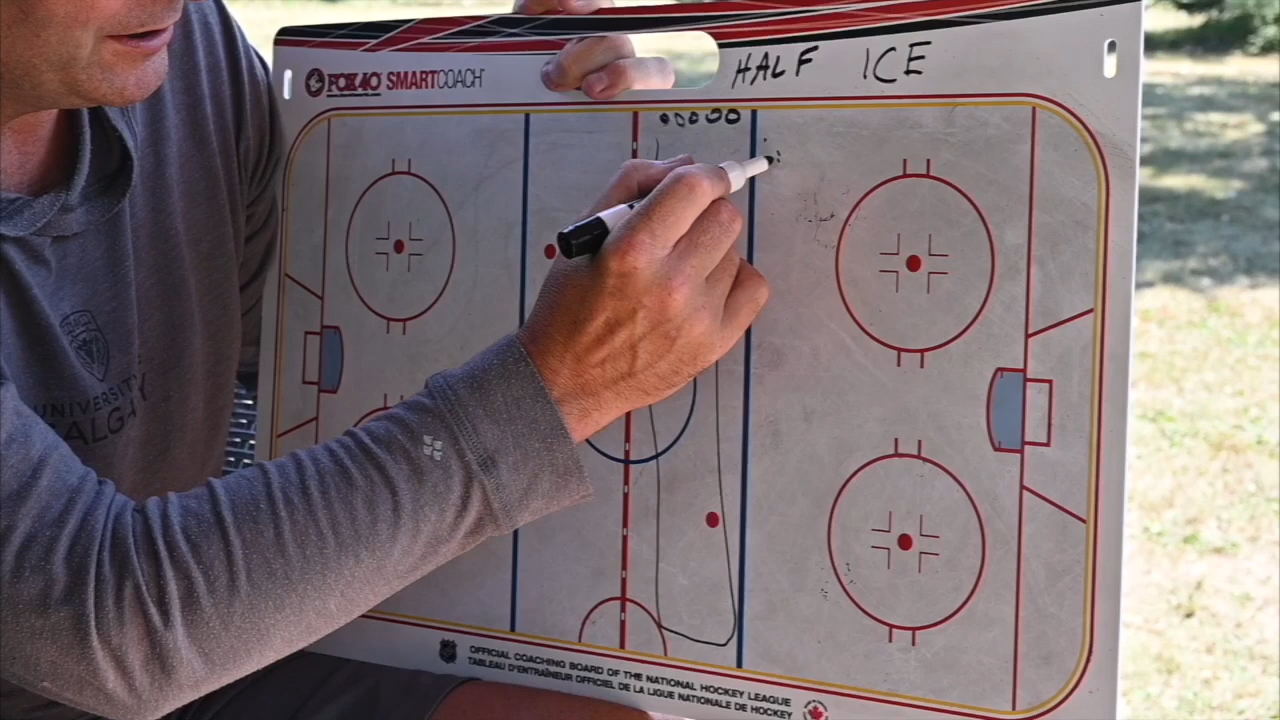 HALF ICE
FOX 40 SMARTCOACH
UNIVERSITY
CALGARY
OFFICIAL COACHING BOARD OF THE NATIONAL HOCKEY LEAGUE
TABLEAU D'ENTRAÎNEUR OFFICIEL DE LA LIGUE NATIONALE DE HOCKEY